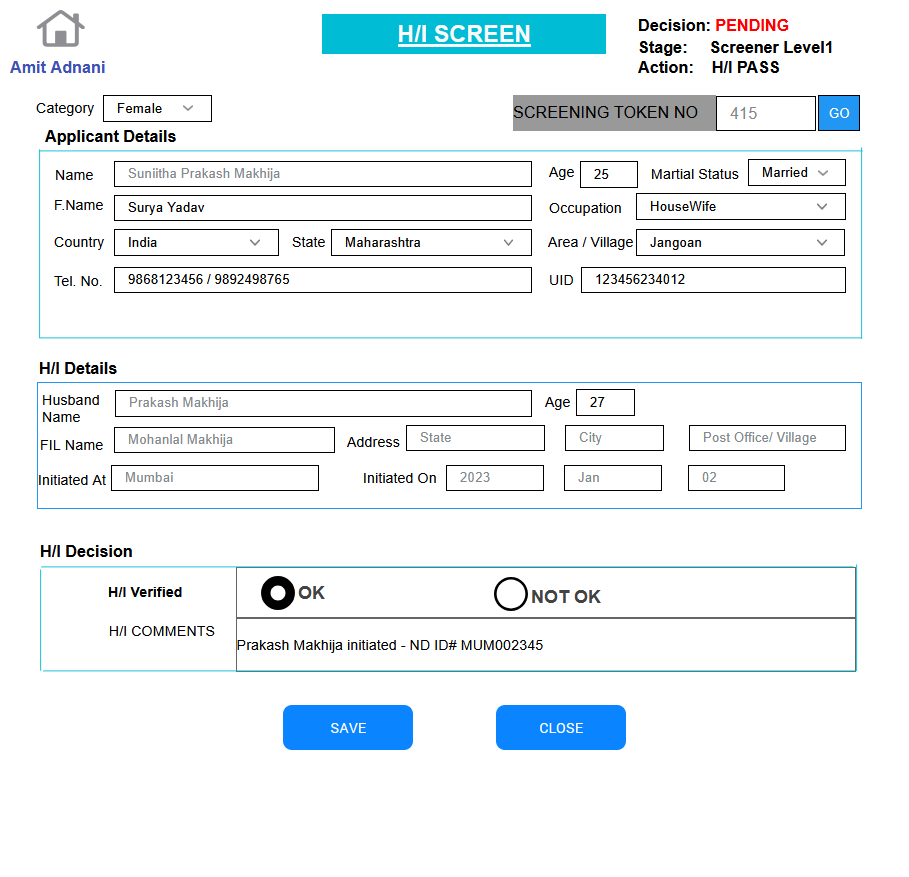 H/I SCREEN
Decision: PENDING
Stage: Screener Level1
Action: H/I PASS
Amit Adnani
Category Female
SCREENING TOKEN NO 415 GO
Applicant Details
Name Suniitha Prakash Makhija Age 25 Martial Status Married
F.Name Surya Yadav Occupation HouseWife
Country India State Maharashtra Area / Village Jangoan
Tel. No. 9868123456 / 9892498765 UID 123456234012
H/I Details
Husband Name Prakash Makhija Age 27
FIL Name Mohanlal Makhija Address State City Post Office/ Village
Initiated At Mumbai Initiated On 2023 Jan 02
H/I Decision
H/I Verified OK NOT OK
H/I COMMENTS
Prakash Makhija initiated - ND ID# MUM002345
SAVE CLOSE